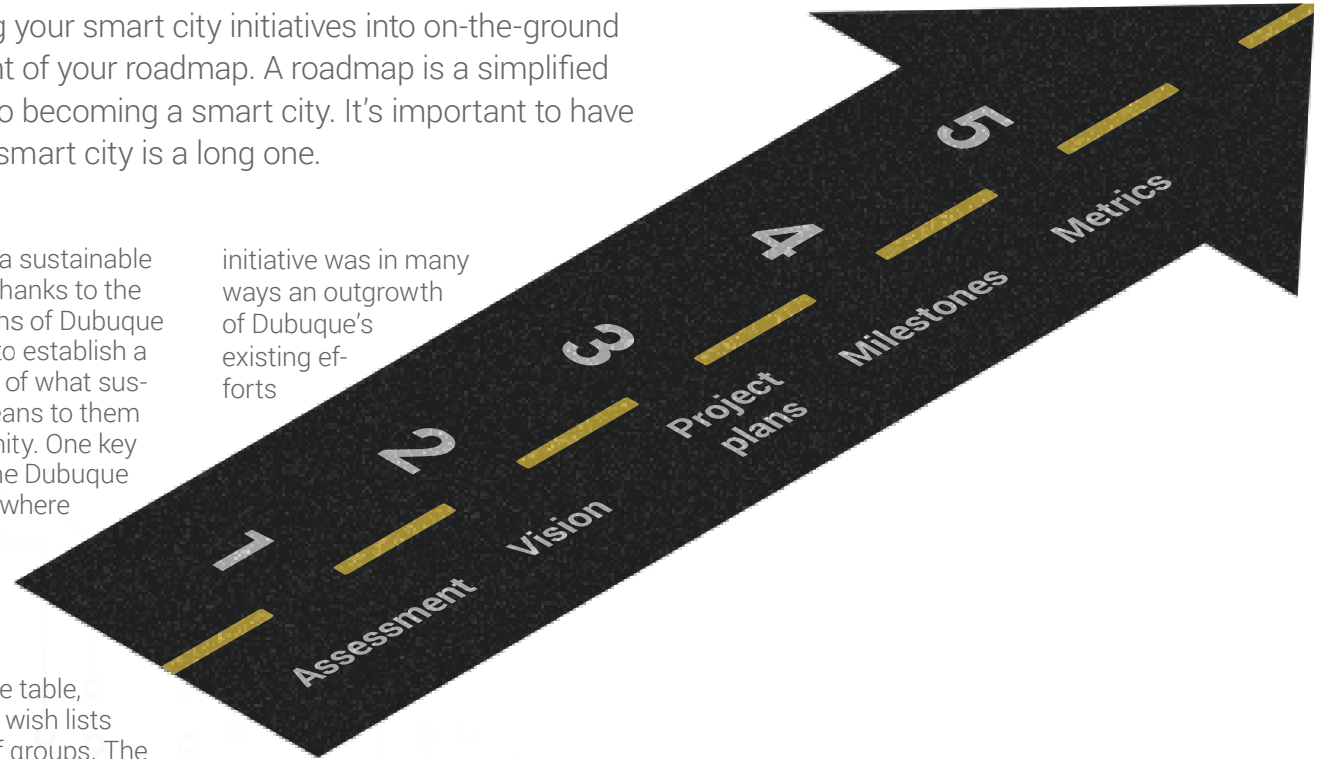 g your smart city initiatives into on-the-ground
t of your roadmap. A roadmap is a simplified
o becoming a smart city. It's important to have
smart city is a long one.
a sustainable
hanks to the
ns of Dubuque
to establish a
of what sus-
eans to them
nity. One key
he Dubuque
where
e table,
wish lists
f groups. The
initiative was in many
ways an outgrowth
of Dubuque's
existing ef-
forts
1
Assessment
2
Vision
3
Project
plans
4
Milestones
5
Metrics